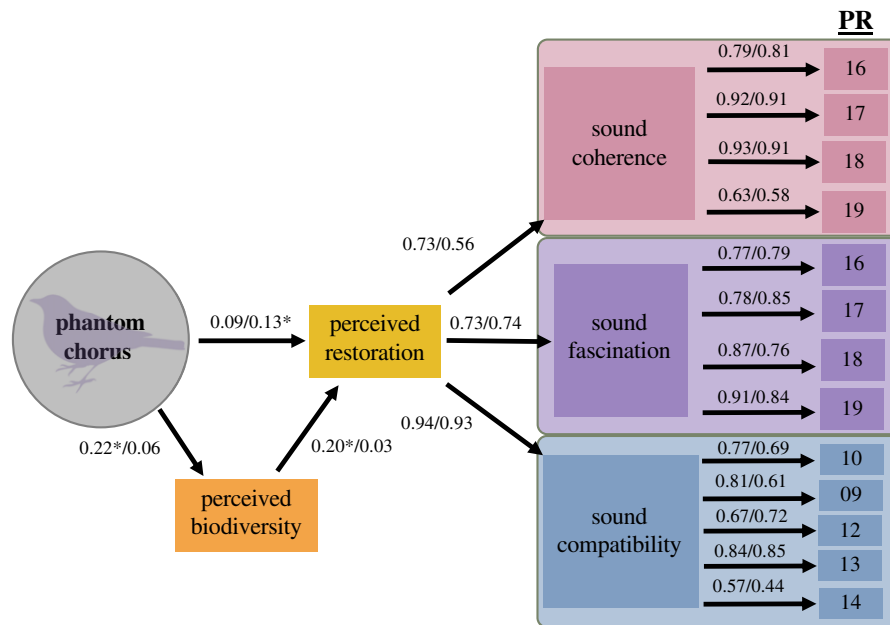 PR
0.79/0.81
16
0.92/0.91
17
sound
coherence
0.93/0.91
18
0.63/0.58
19
0.73/0.56
0.77/0.79
16
0.78/0.85
17
phantom
chorus
0.09/0.13*
perceived
restoration
0.73/0.74
sound
fascination
0.87/0.76
18
0.91/0.84
19
0.22*/0.06
0.20*/0.03
0.94/0.93
perceived
biodiversity
0.77/0.69
10
0.81/0.61
09
sound
compatibility
0.67/0.72
12
0.84/0.85
13
0.57/0.44
14